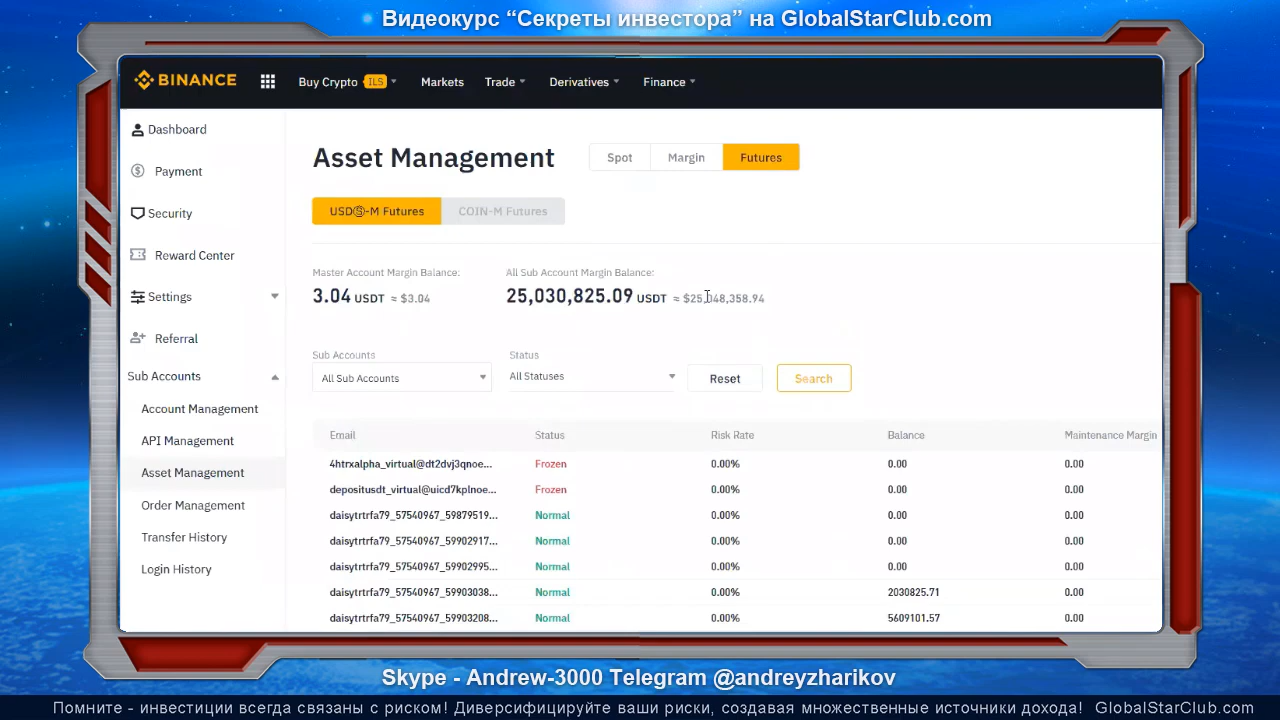 Видеокурс “Секреты инвестора” на GlobalStarClub.com
BINANCE Buy Crypto ILS Markets Trade Derivatives Finance
Dashboard
Payment
Security
Reward Center
Settings
Referral
Sub Accounts
Account Management
API Management
Asset Management
Order Management
Transfer History
Login History
Asset Management Spot Margin Futures
USDⓈ-M Futures COIN-M Futures
Master Account Margin Balance: All Sub Account Margin Balance:
3.04 USDT ≈ $3.04 25,030,825.09 USDT ≈ $25,048,358.94
Sub Accounts Status
All Sub Accounts All Statuses Reset Search
Email Status Risk Rate Balance Maintenance Margin
4htrxalpha_virtual@dt2dvj3qnoe... Frozen 0.00% 0.00 0.00
depositusdt_virtual@uicd7kplnoe... Frozen 0.00% 0.00 0.00
daisytrtrfa79_57540967_59879519... Normal 0.00% 0.00 0.00
daisytrtrfa79_57540967_59902917... Normal 0.00% 0.00 0.00
daisytrtrfa79_57540967_59902995... Normal 0.00% 0.00 0.00
daisytrtrfa79_57540967_59903038... Normal 0.00% 2030825.71 0.00
daisytrtrfa79_57540967_59903208... Normal 0.00% 5609101.57 0.00
Skype - Andrew-3000 Telegram @andreyzharikov
Помните - инвестиции всегда связаны с риском! Диверсифицируйте ваши риски, создавая множественные источники дохода! GlobalStarClub.com